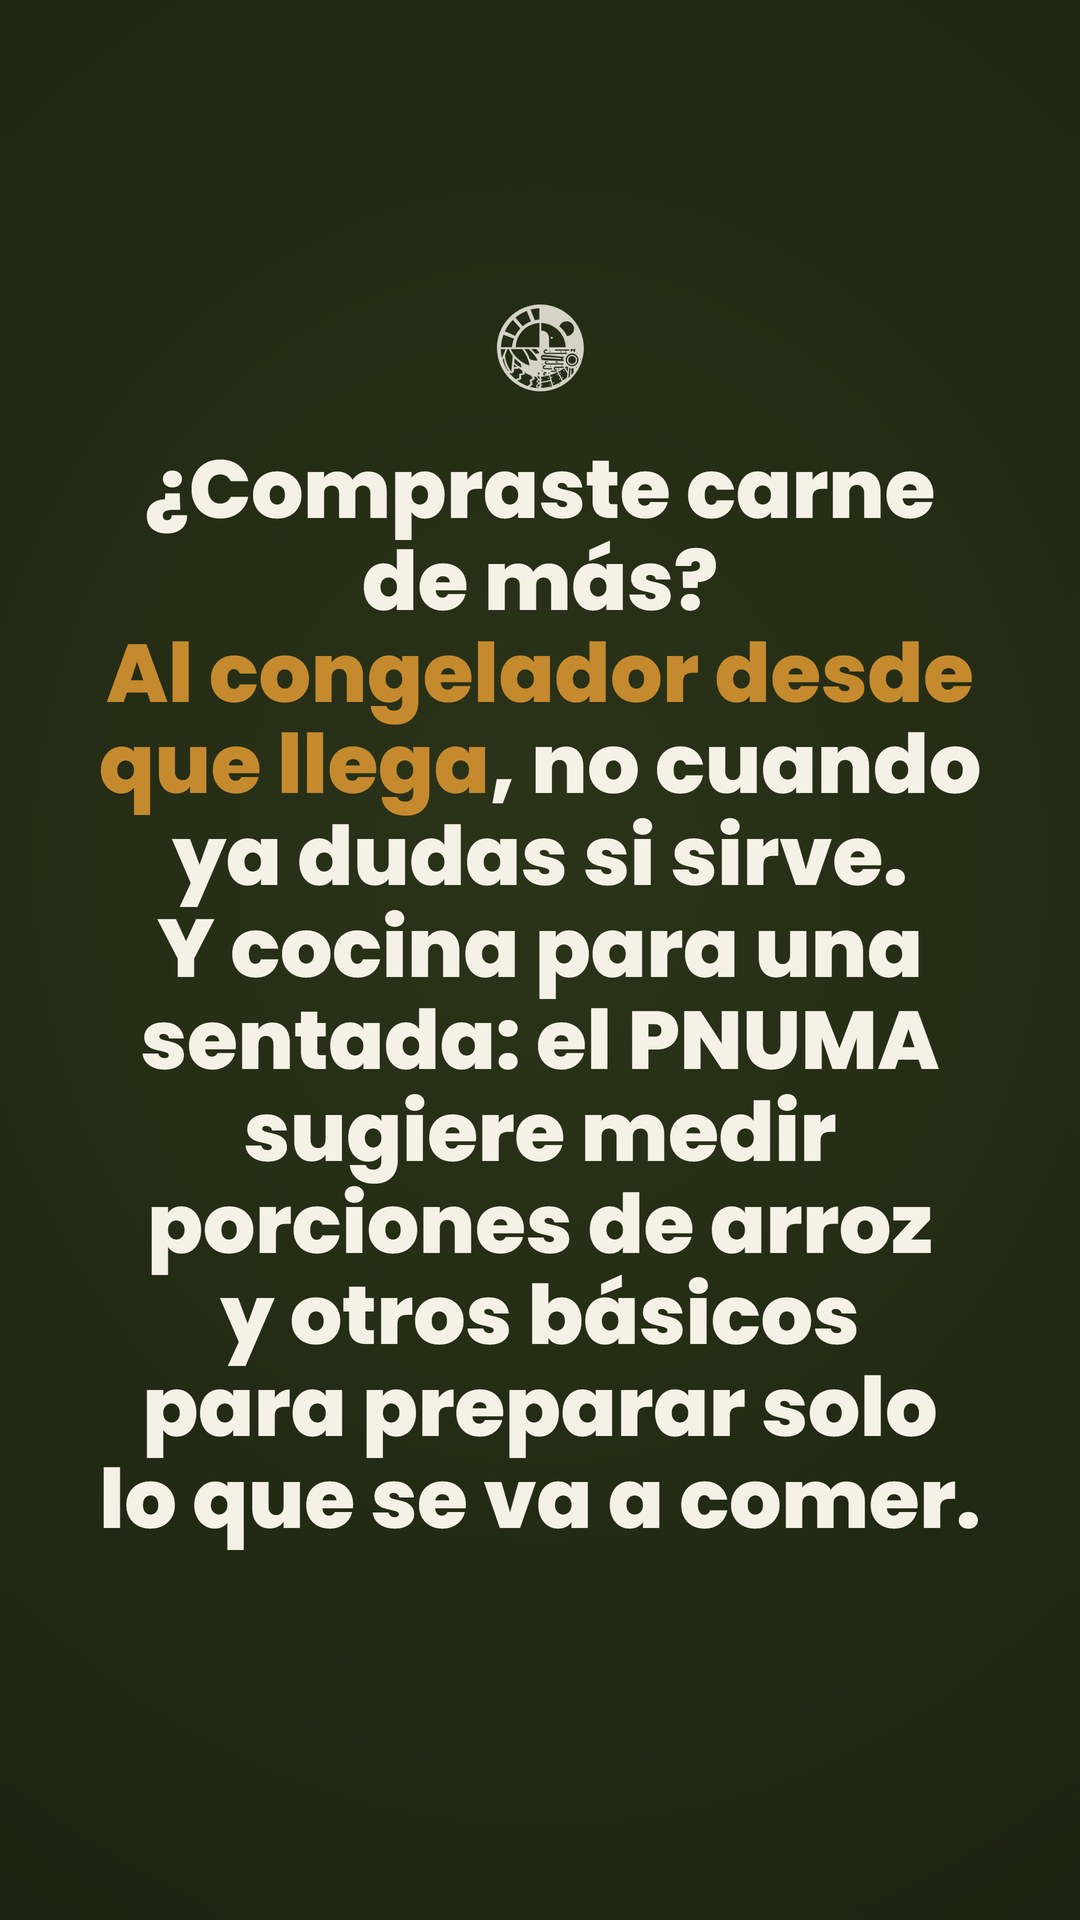 ¿Compraste carne
de más?
Al congelador desde
que llega, no cuando
ya dudas si sirve.
Y cocina para una
sentada: el PNUMA
sugiere medir
porciones de arroz
y otros básicos
para preparar solo
lo que se va a comer.